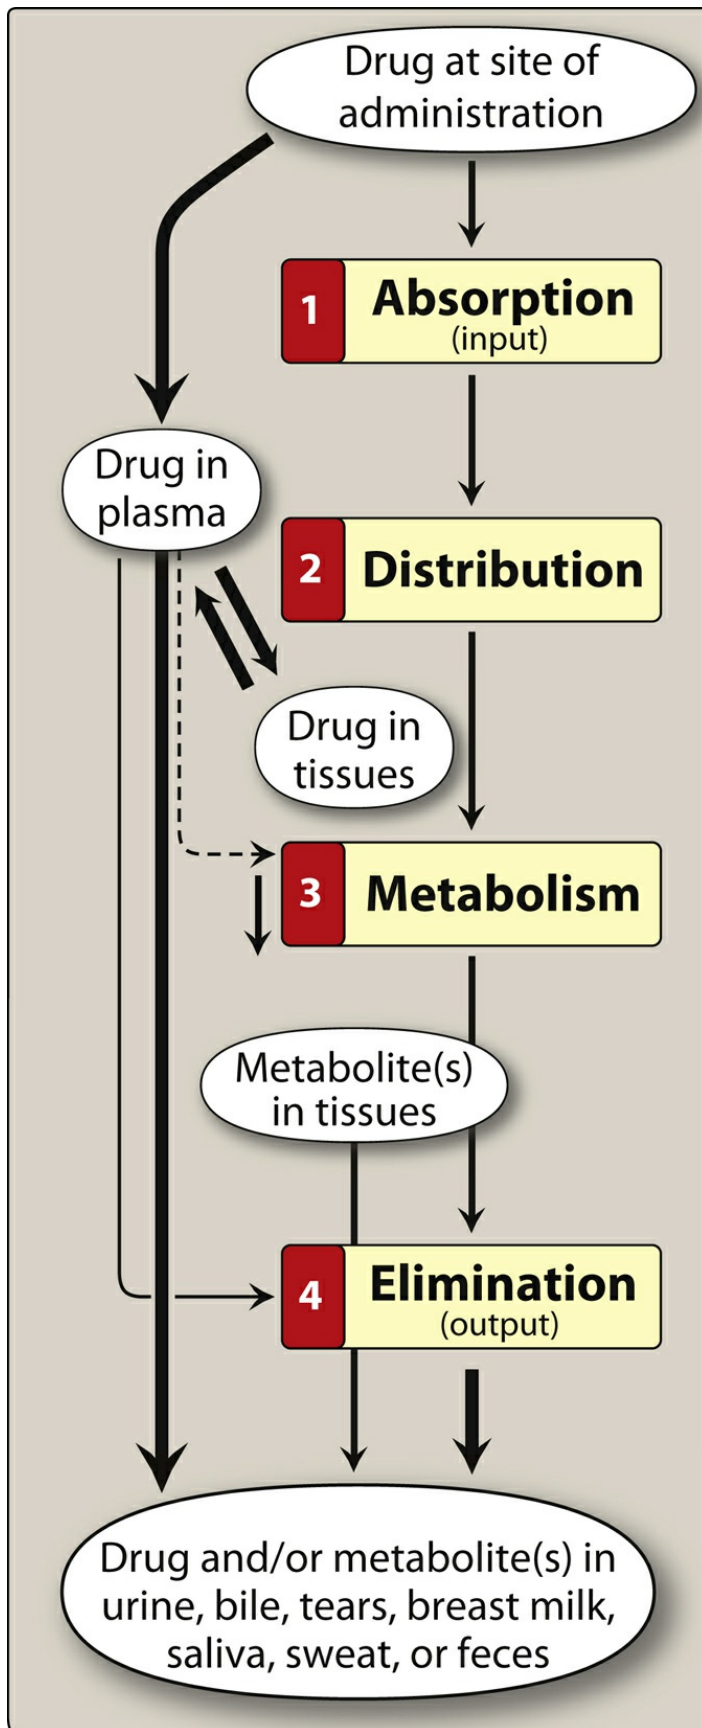 Drug at site of
administration
1
Absorption
(input)
Drug in
plasma
2
Distribution
Drug in
tissues
3
Metabolism
Metabolite(s)
in tissues
4
Elimination
(output)
Drug and/or metabolite(s) in
urine, bile, tears, breast milk,
saliva, sweat, or feces